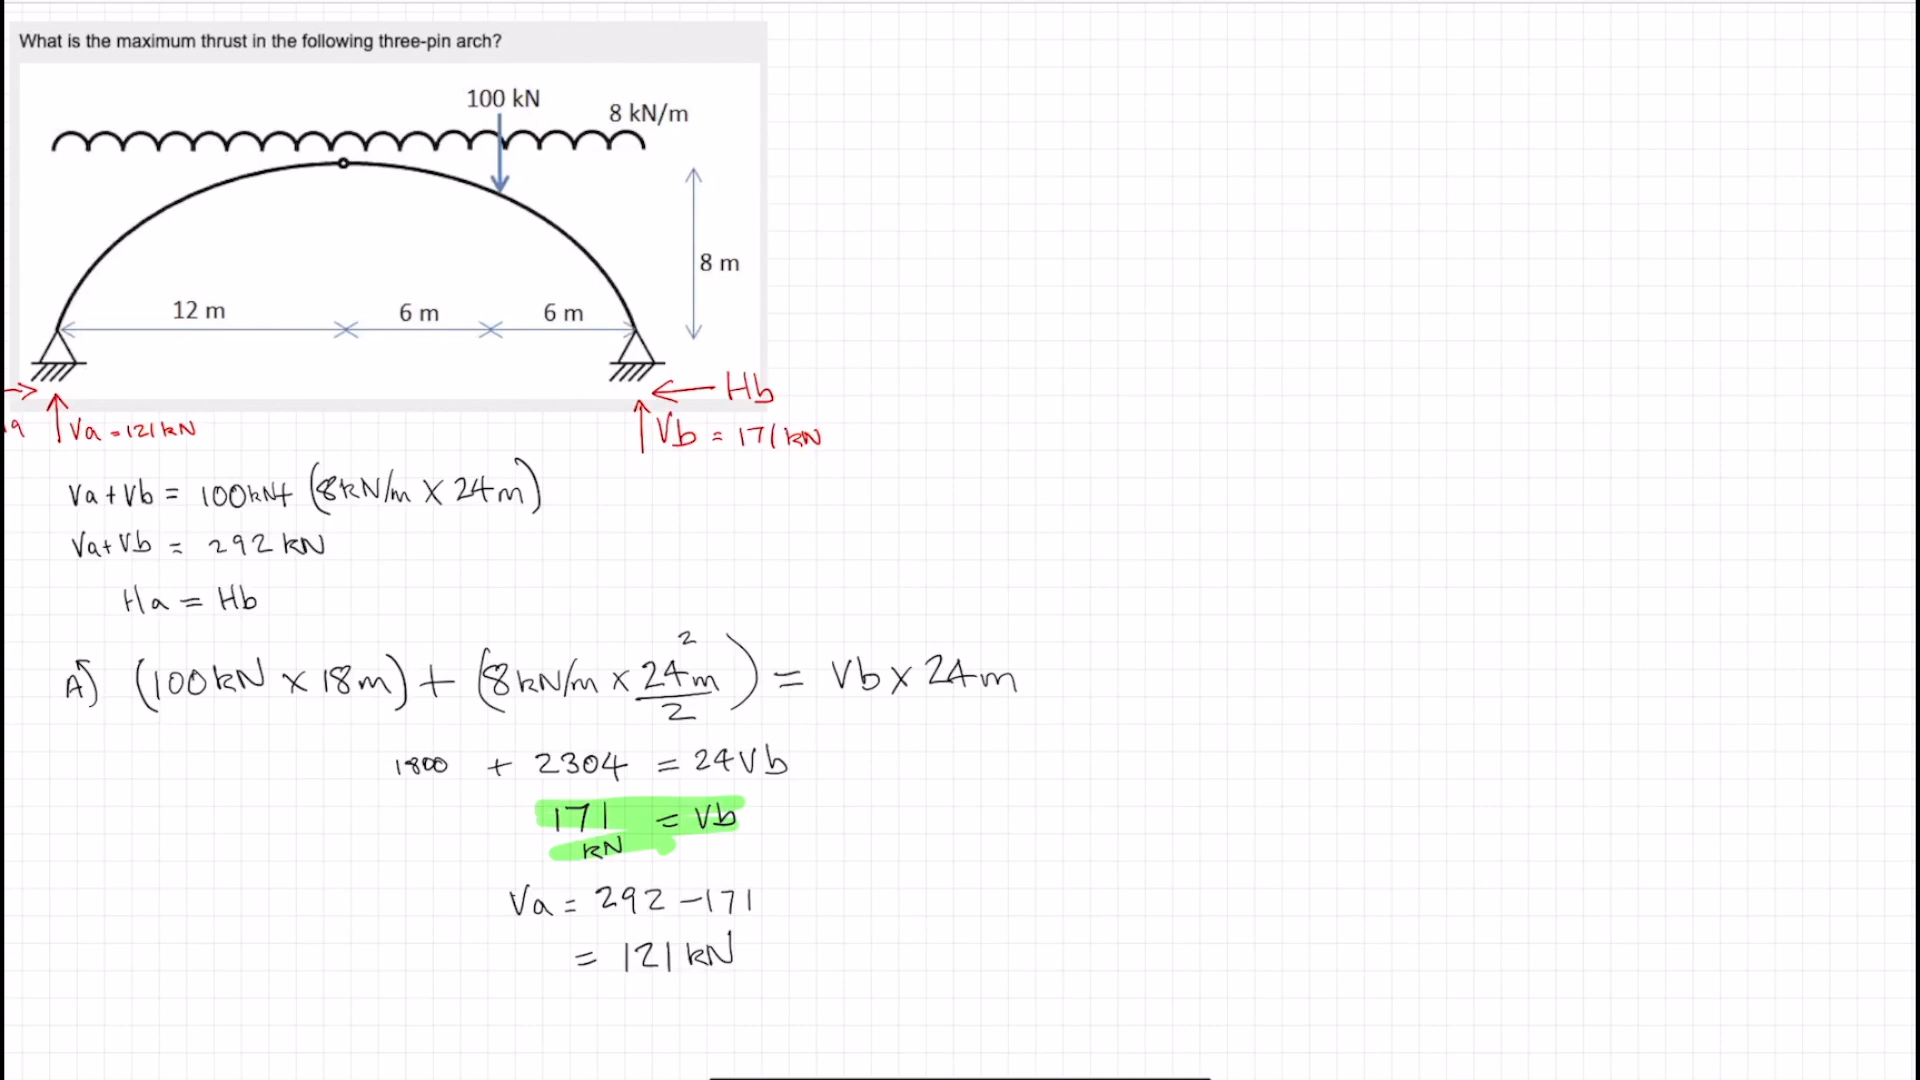 What is the maximum thrust in the following three-pin arch?
100 kN
8 kN/m
8 m
12 m
6 m
6 m
Hb
Va = 121 kN
Vb = 171 kN
Va + Vb = 100kN + (8kN/m × 24m)
Va + Vb = 292 kN
Ha = Hb
A) (100kN × 18m) + (8kN/m × 24²m/2) = Vb × 24m
1800 + 2304 = 24Vb
171 = Vb
kN
Va = 292 - 171
= 121 kN